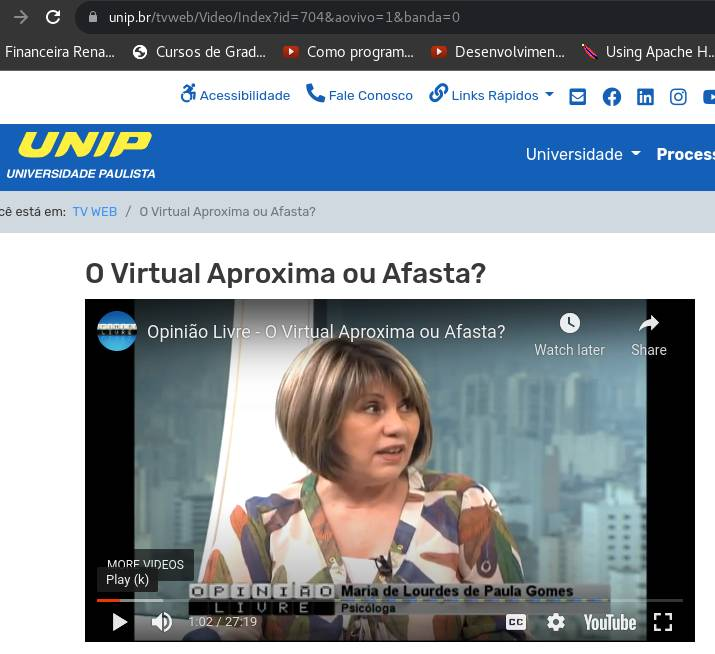 unip.br/tvweb/Video/Index?id=704&aovivo=1&banda=0
Financeira Rena... Cursos de Grad... Como program... Desenvolvimen... Using Apache H...
Acessibilidade Fale Conosco Links Rápidos
UNIP
UNIVERSIDADE PAULISTA
Universidade Process
cê está em: TV WEB / O Virtual Aproxima ou Afasta?
O Virtual Aproxima ou Afasta?
OPINIÃO LIVRE Opinião Livre - O Virtual Aproxima ou Afasta?
Watch later Share
MORE VIDEOS
Play (k)
OPINIÃO Maria de Lourdes de Paula Gomes
LIVRE Psicóloga
1:02 / 27:19 CC YouTube